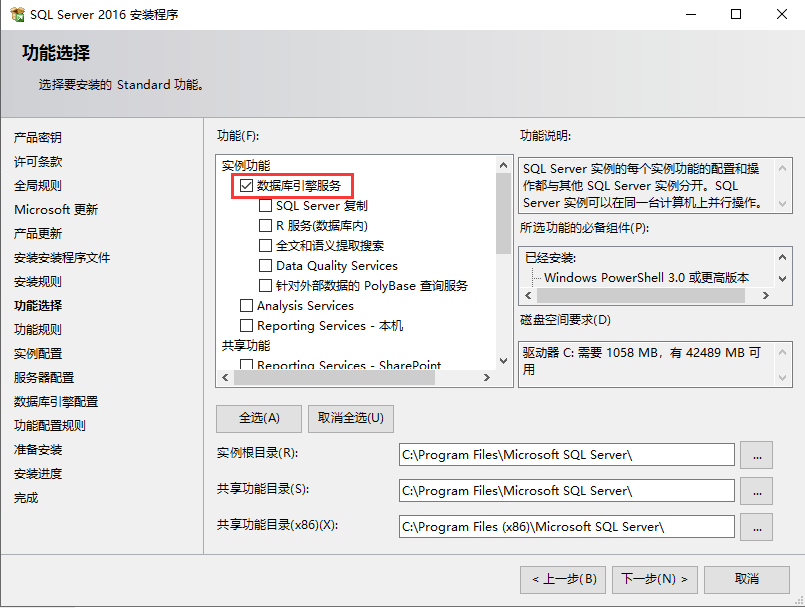 SQL Server 2016 安装程序
功能选择
选择要安装的 Standard 功能。
产品密钥
许可条款
全局规则
Microsoft 更新
产品更新
安装安装程序文件
安装规则
功能选择
功能规则
实例配置
服务器配置
数据库引擎配置
功能配置规则
准备安装
安装进度
完成
功能(F):
实例功能
数据库引擎服务
SQL Server 复制
R 服务(数据库内)
全文和语义提取搜索
Data Quality Services
针对外部数据的 PolyBase 查询服务
Analysis Services
Reporting Services - 本机
共享功能
Reporting Services - SharePoint
全选(A)
取消全选(U)
功能说明:
SQL Server 实例的每个实例功能的配置和操
作都与其他 SQL Server 实例分开。SQL
Server 实例可以在同一台计算机上并行操作。
所选功能的必备组件(P):
已经安装:
Windows PowerShell 3.0 或更高版本
磁盘空间要求(D)
驱动器 C: 需要 1058 MB，有 42489 MB 可
用
实例根目录(R):
C:\Program Files\Microsoft SQL Server\
...
共享功能目录(S):
C:\Program Files\Microsoft SQL Server\
...
共享功能目录(x86)(X):
C:\Program Files (x86)\Microsoft SQL Server\
...
< 上一步(B)
下一步(N) >
取消